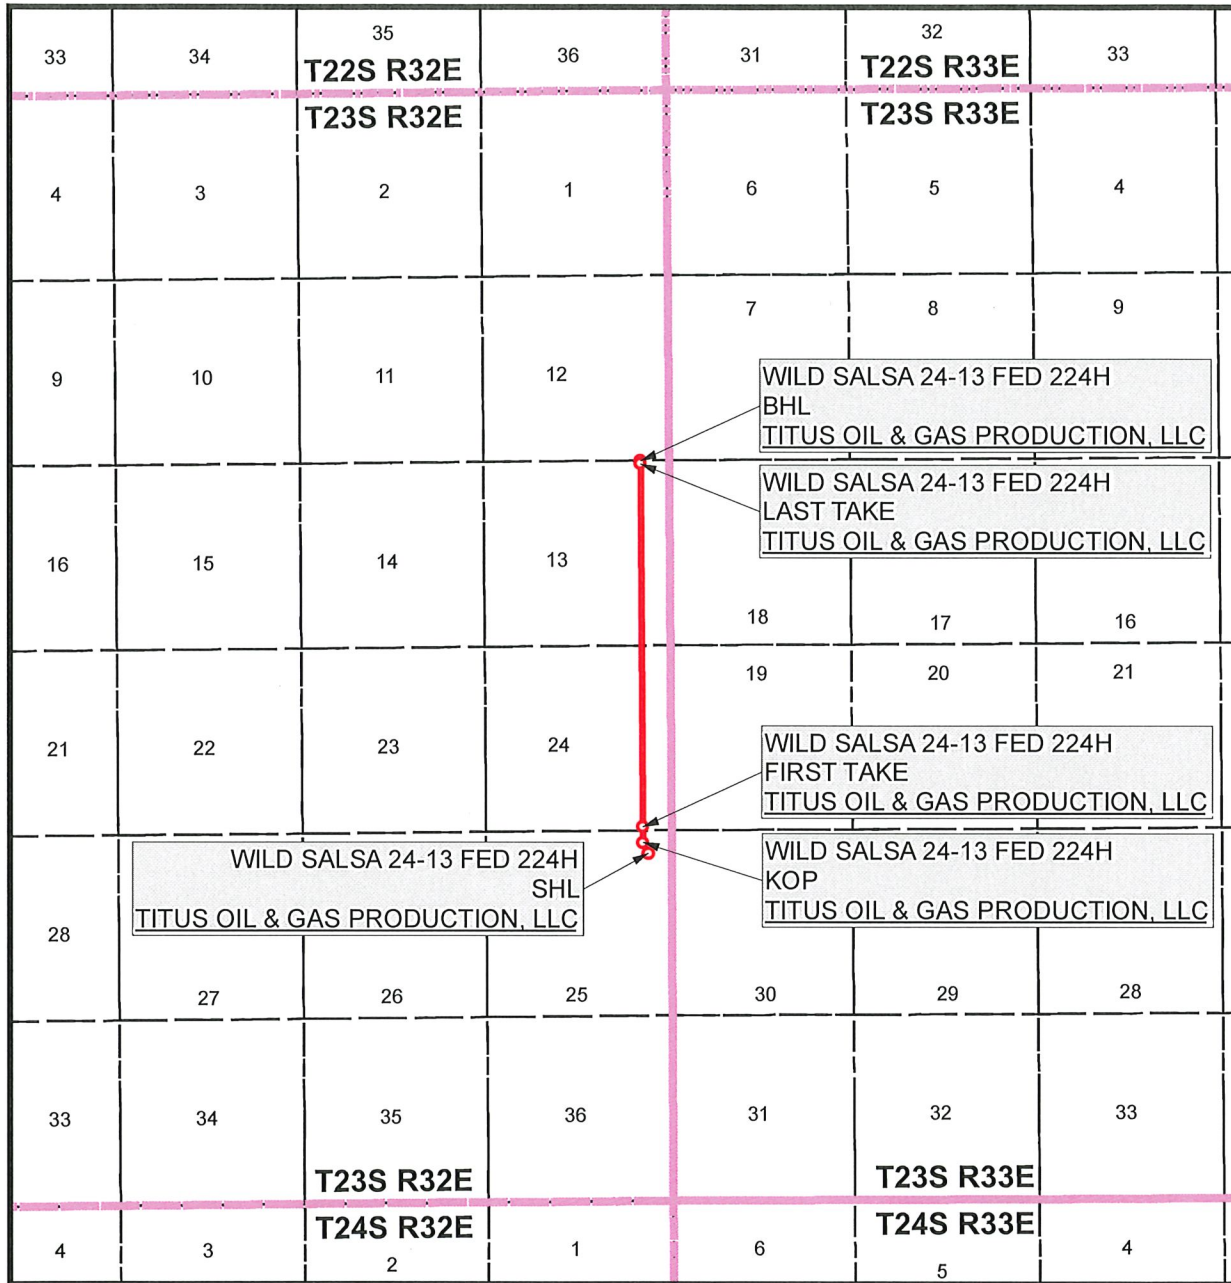 33 34 35 36 31 32 33
T22S R32E T22S R33E
T23S R32E T23S R33E
4 3 2 1 6 5 4
7 8 9
9 10 11 12
WILD SALSA 24-13 FED 224H
BHL
TITUS OIL & GAS PRODUCTION, LLC
WILD SALSA 24-13 FED 224H
LAST TAKE
TITUS OIL & GAS PRODUCTION, LLC
16 15 14 13
18 17 16
19 20 21
21 22 23 24
WILD SALSA 24-13 FED 224H
FIRST TAKE
TITUS OIL & GAS PRODUCTION, LLC
WILD SALSA 24-13 FED 224H
SHL
TITUS OIL & GAS PRODUCTION, LLC
WILD SALSA 24-13 FED 224H
KOP
TITUS OIL & GAS PRODUCTION, LLC
28
27 26 25 30 29 28
33 34 35 36 31 32 33
T23S R32E T23S R33E
T24S R32E T24S R33E
4 3 2 1 6 5 4